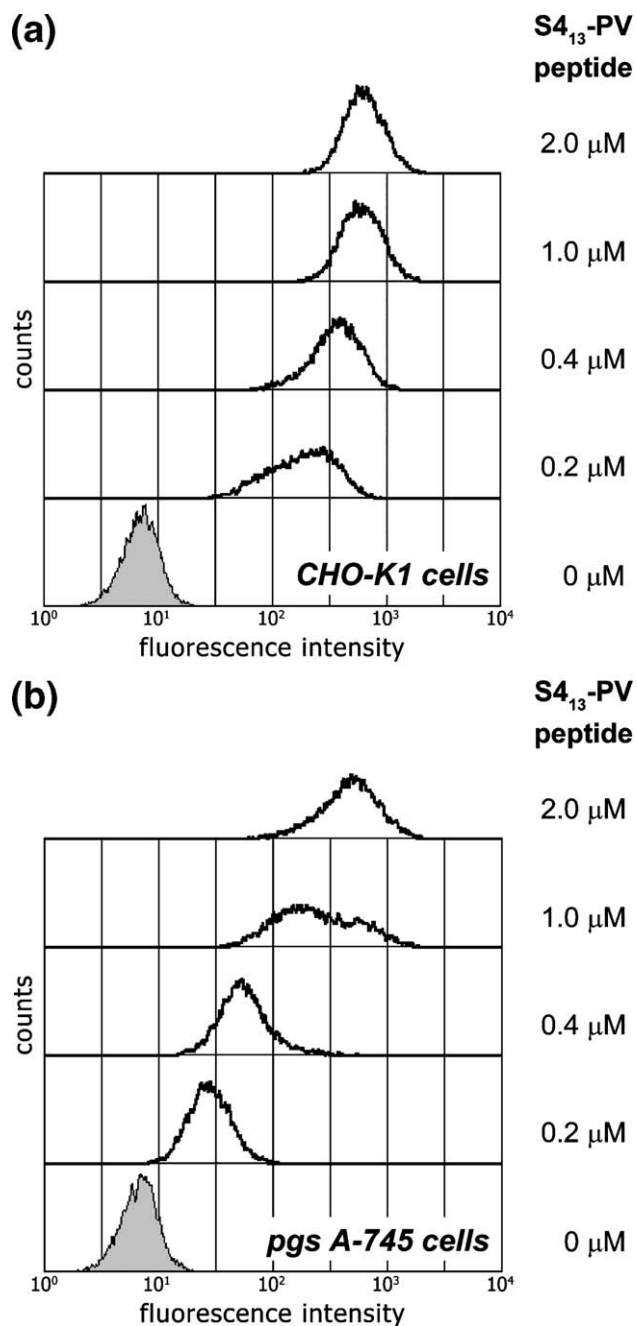 (a)
S4₁₃-PV
peptide
2.0 μM
1.0 μM
0.4 μM
0.2 μM
0 μM
counts
CHO-K1 cells
10⁰ 10¹ 10² 10³ 10⁴
fluorescence intensity
(b)
S4₁₃-PV
peptide
2.0 μM
1.0 μM
0.4 μM
0.2 μM
0 μM
counts
pgs A-745 cells
10⁰ 10¹ 10² 10³ 10⁴
fluorescence intensity